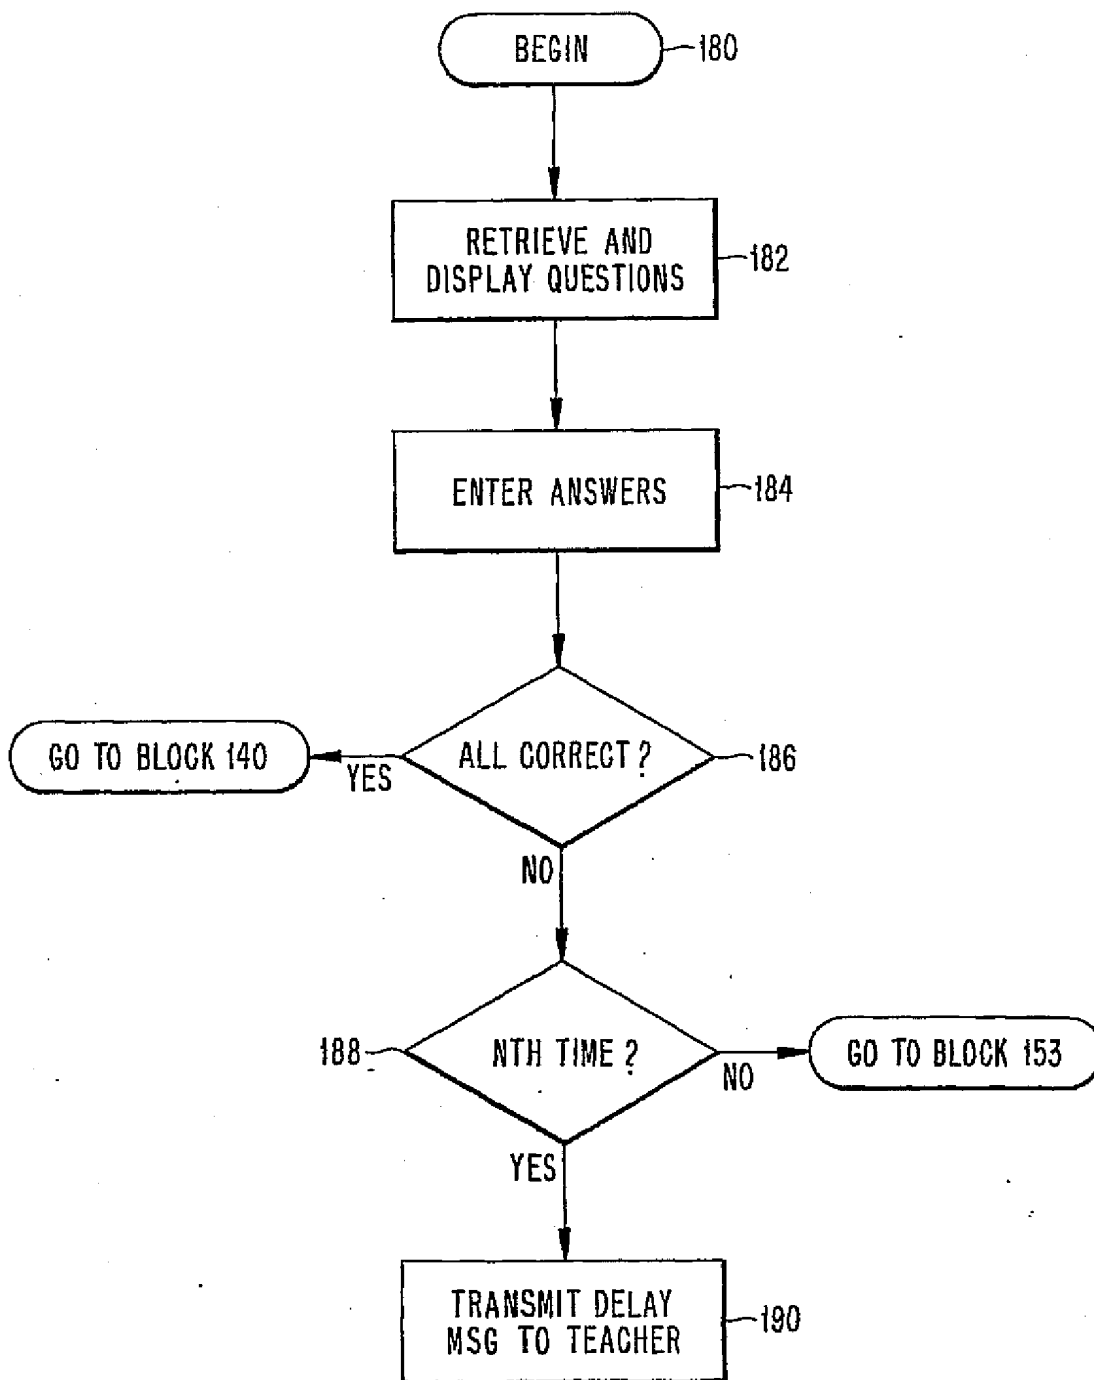 BEGIN
180
RETRIEVE AND
DISPLAY QUESTIONS
182
ENTER ANSWERS
184
ALL CORRECT ?
186
YES
GO TO BLOCK 140
NO
188
NTH TIME ?
NO
GO TO BLOCK 153
YES
TRANSMIT DELAY
MSG TO TEACHER
190